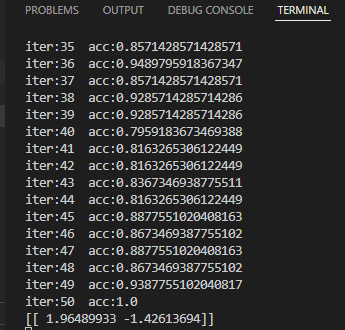 PROBLEMS OUTPUT DEBUG CONSOLE TERMINAL
iter:35 acc:0.8571428571428571
iter:36 acc:0.9489795918367347
iter:37 acc:0.8571428571428571
iter:38 acc:0.9285714285714286
iter:39 acc:0.9285714285714286
iter:40 acc:0.7959183673469388
iter:41 acc:0.8163265306122449
iter:42 acc:0.8163265306122449
iter:43 acc:0.8367346938775511
iter:44 acc:0.8163265306122449
iter:45 acc:0.8877551020408163
iter:46 acc:0.8673469387755102
iter:47 acc:0.8877551020408163
iter:48 acc:0.8673469387755102
iter:49 acc:0.9387755102040817
iter:50 acc:1.0
[[ 1.96489933 -1.42613694]]